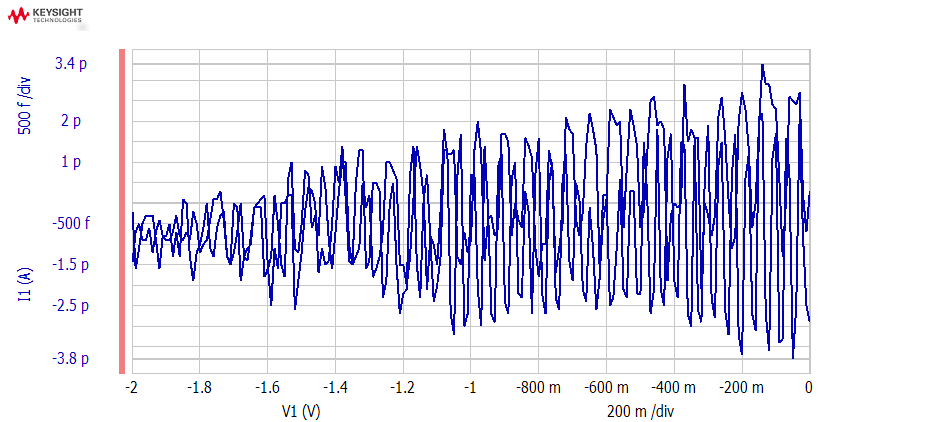 KEYSIGHT
TECHNOLOGIES
3.4 p
2 p
1 p
-500 f
-1.5 p
-2.5 p
-3.8 p
500 f /div
I1 (A)
-2
-1.8
-1.6
-1.4
-1.2
-1
-800 m
-600 m
-400 m
-200 m
0
V1 (V)
200 m /div